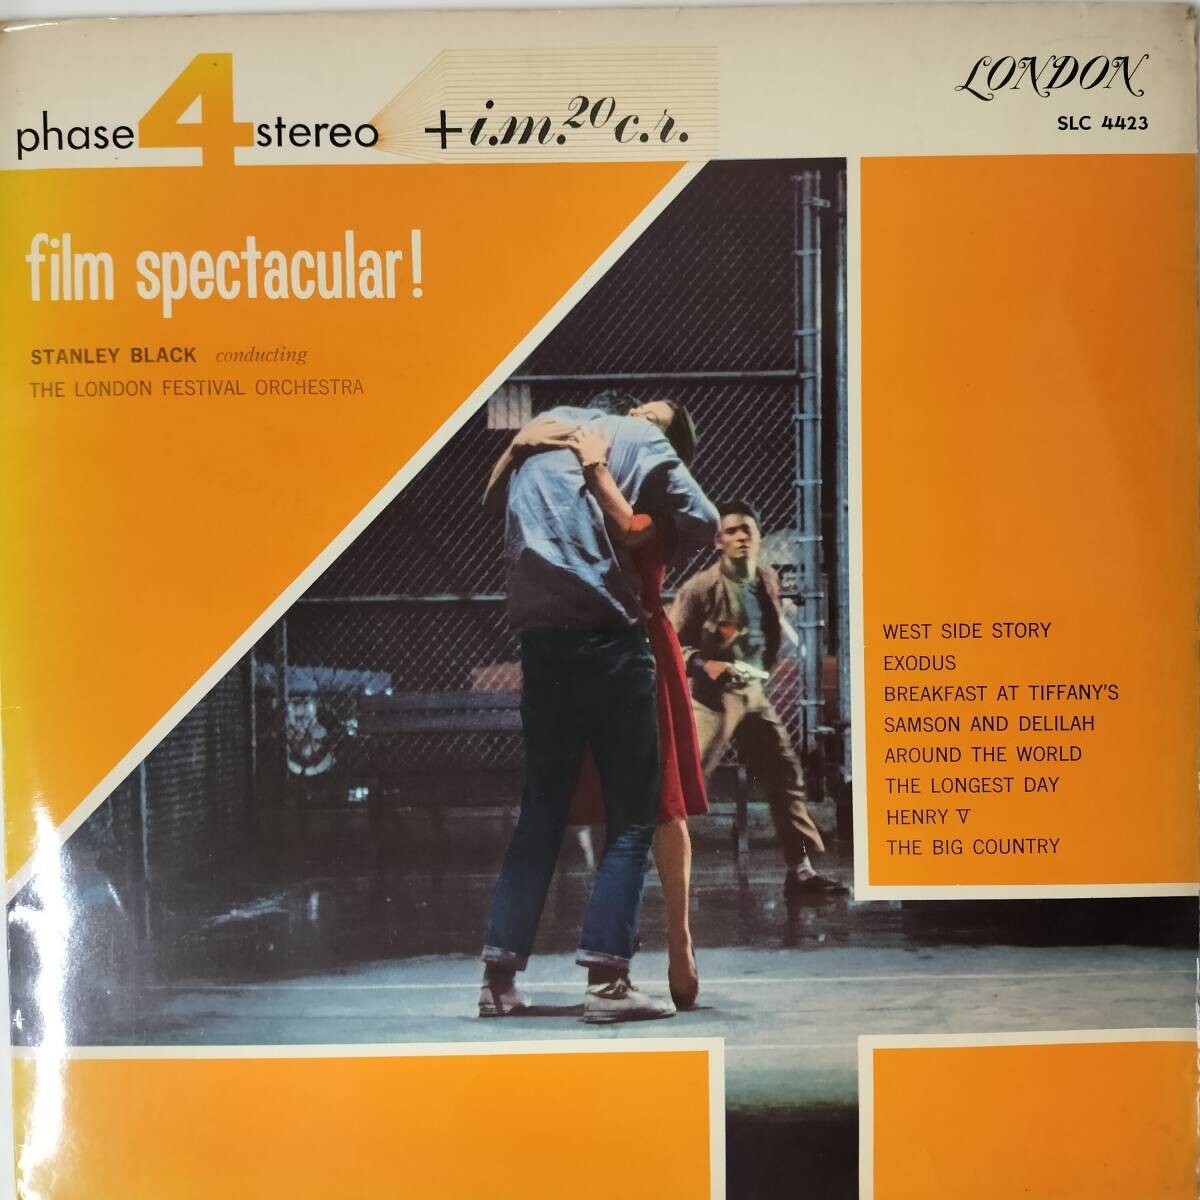 phase 4 stereo +i.m.20 c.r.
LONDON
SLC 4423
film spectacular!
STANLEY BLACK conducting
THE LONDON FESTIVAL ORCHESTRA
WEST SIDE STORY
EXODUS
BREAKFAST AT TIFFANY'S
SAMSON AND DELILAH
AROUND THE WORLD
THE LONGEST DAY
HENRY V
THE BIG COUNTRY